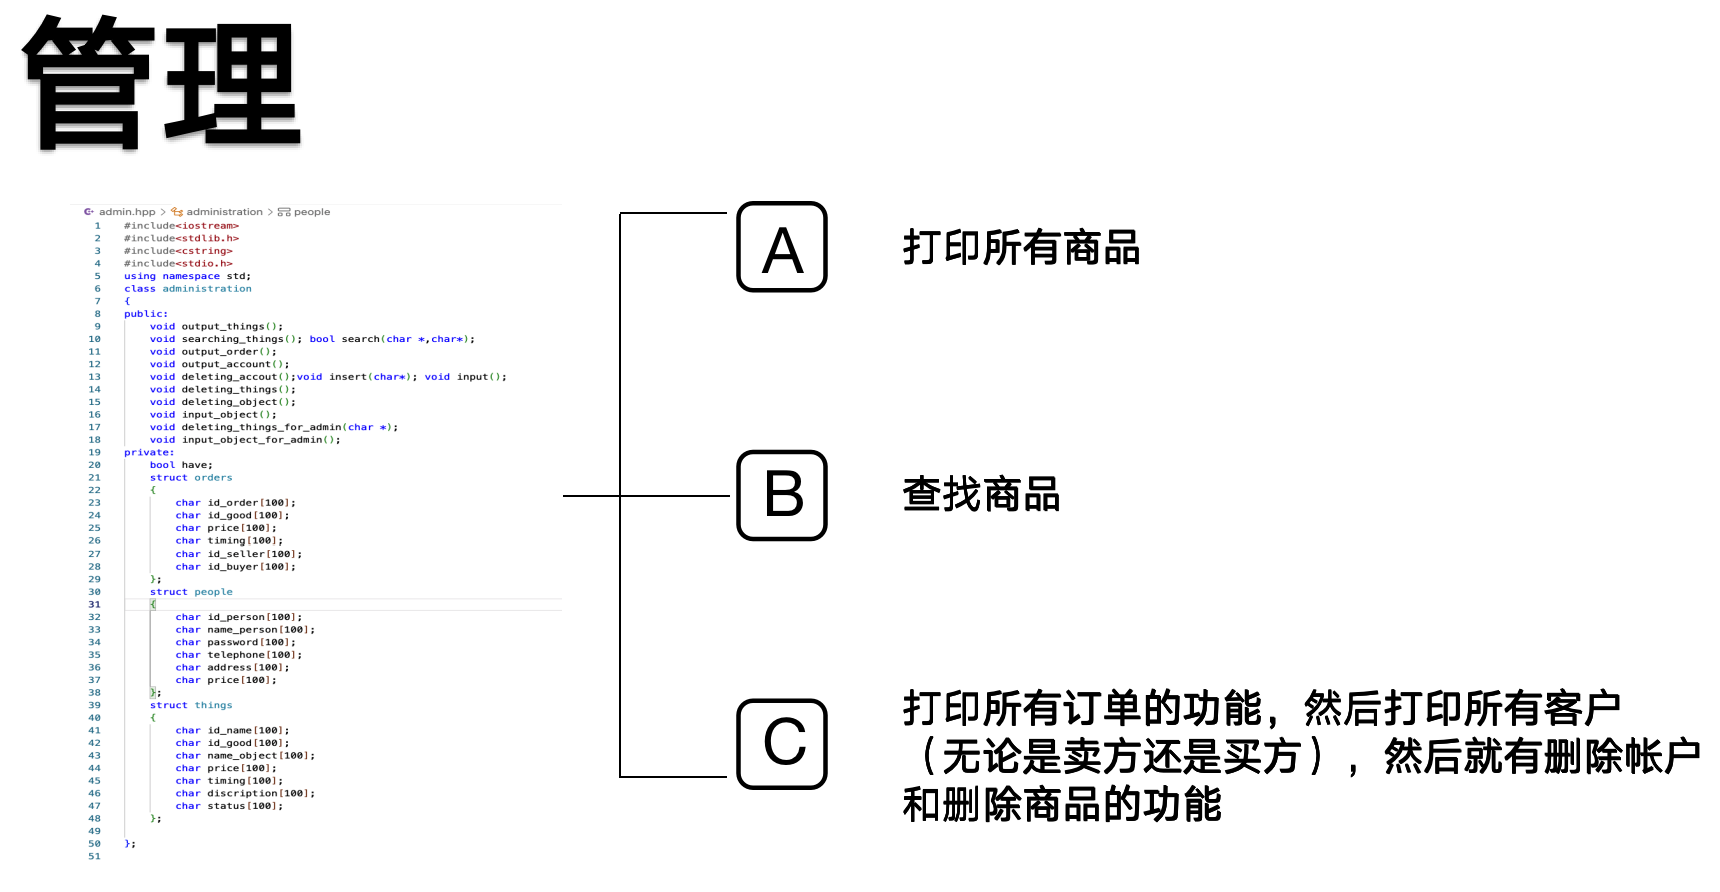 管理
admin.hpp > administration > people
1 #include<iostream>
2 #include<stdlib.h>
3 #include<cstring>
4 #include<stdio.h>
5 using namespace std;
6 class administration
7 {
8 public:
9 void output_things();
10 void searching_things(); bool search(char *,char*);
11 void output_order();
12 void output_account();
13 void deleting_accout();void insert(char*); void input();
14 void deleting_things();
15 void deleting_object();
16 void input_object();
17 void deleting_things_for_admin(char *);
18 void input_object_for_admin();
19 private:
20 bool have;
21 struct orders
22 {
23 char id_order[100];
24 char id_good[100];
25 char price[100];
26 char timing[100];
27 char id_seller[100];
28 char id_buyer[100];
29 };
30 struct people
31 {
32 char id_person[100];
33 char name_person[100];
34 char password[100];
35 char telephone[100];
36 char address[100];
37 char price[100];
38 };
39 struct things
40 {
41 char id_name[100];
42 char id_good[100];
43 char name_object[100];
44 char price[100];
45 char timing[100];
46 char discription[100];
47 char status[100];
48 };
49
50 };
51
A
打印所有商品
B
查找商品
C
打印所有订单的功能，然后打印所有客户
（无论是卖方还是买方），然后就有删除帐户
和删除商品的功能